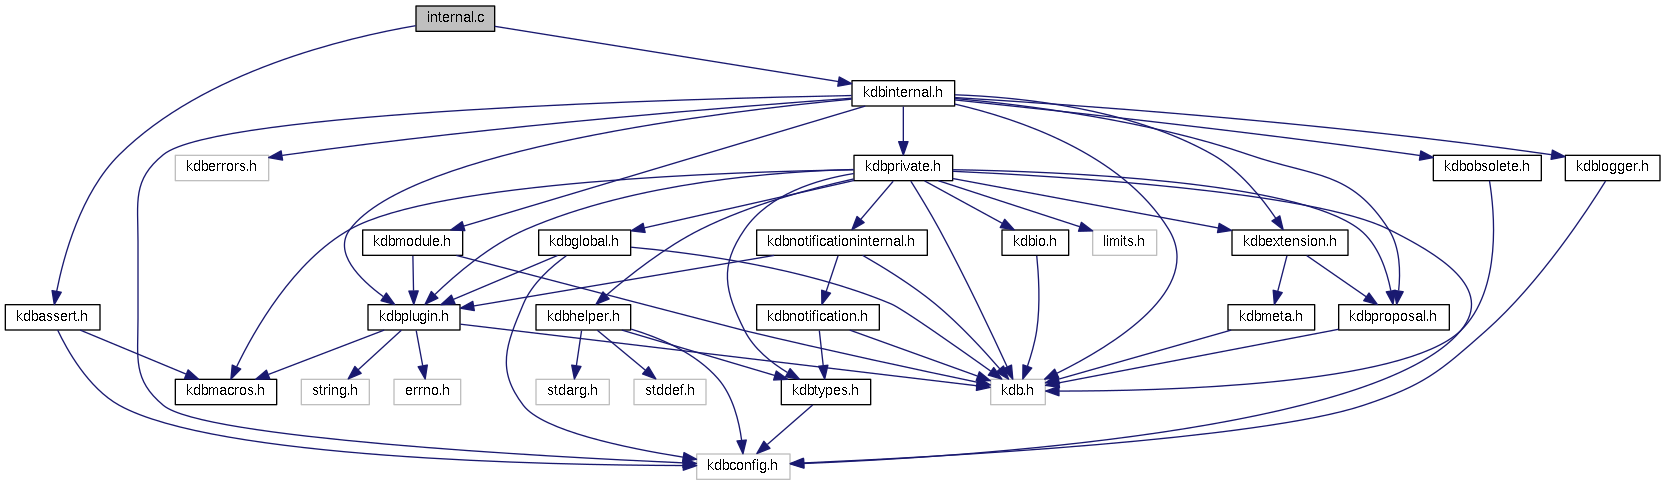 internal.c
kdbinternal.h
kdberrors.h
kdbprivate.h
kdbobsolete.h
kdblogger.h
kdbmodule.h
kdbglobal.h
kdbnotificationinternal.h
kdbio.h
limits.h
kdbextension.h
kdbassert.h
kdbplugin.h
kdbhelper.h
kdbnotification.h
kdbmeta.h
kdbproposal.h
kdbmacros.h
string.h
errno.h
stdarg.h
stddef.h
kdbtypes.h
kdb.h
kdbconfig.h